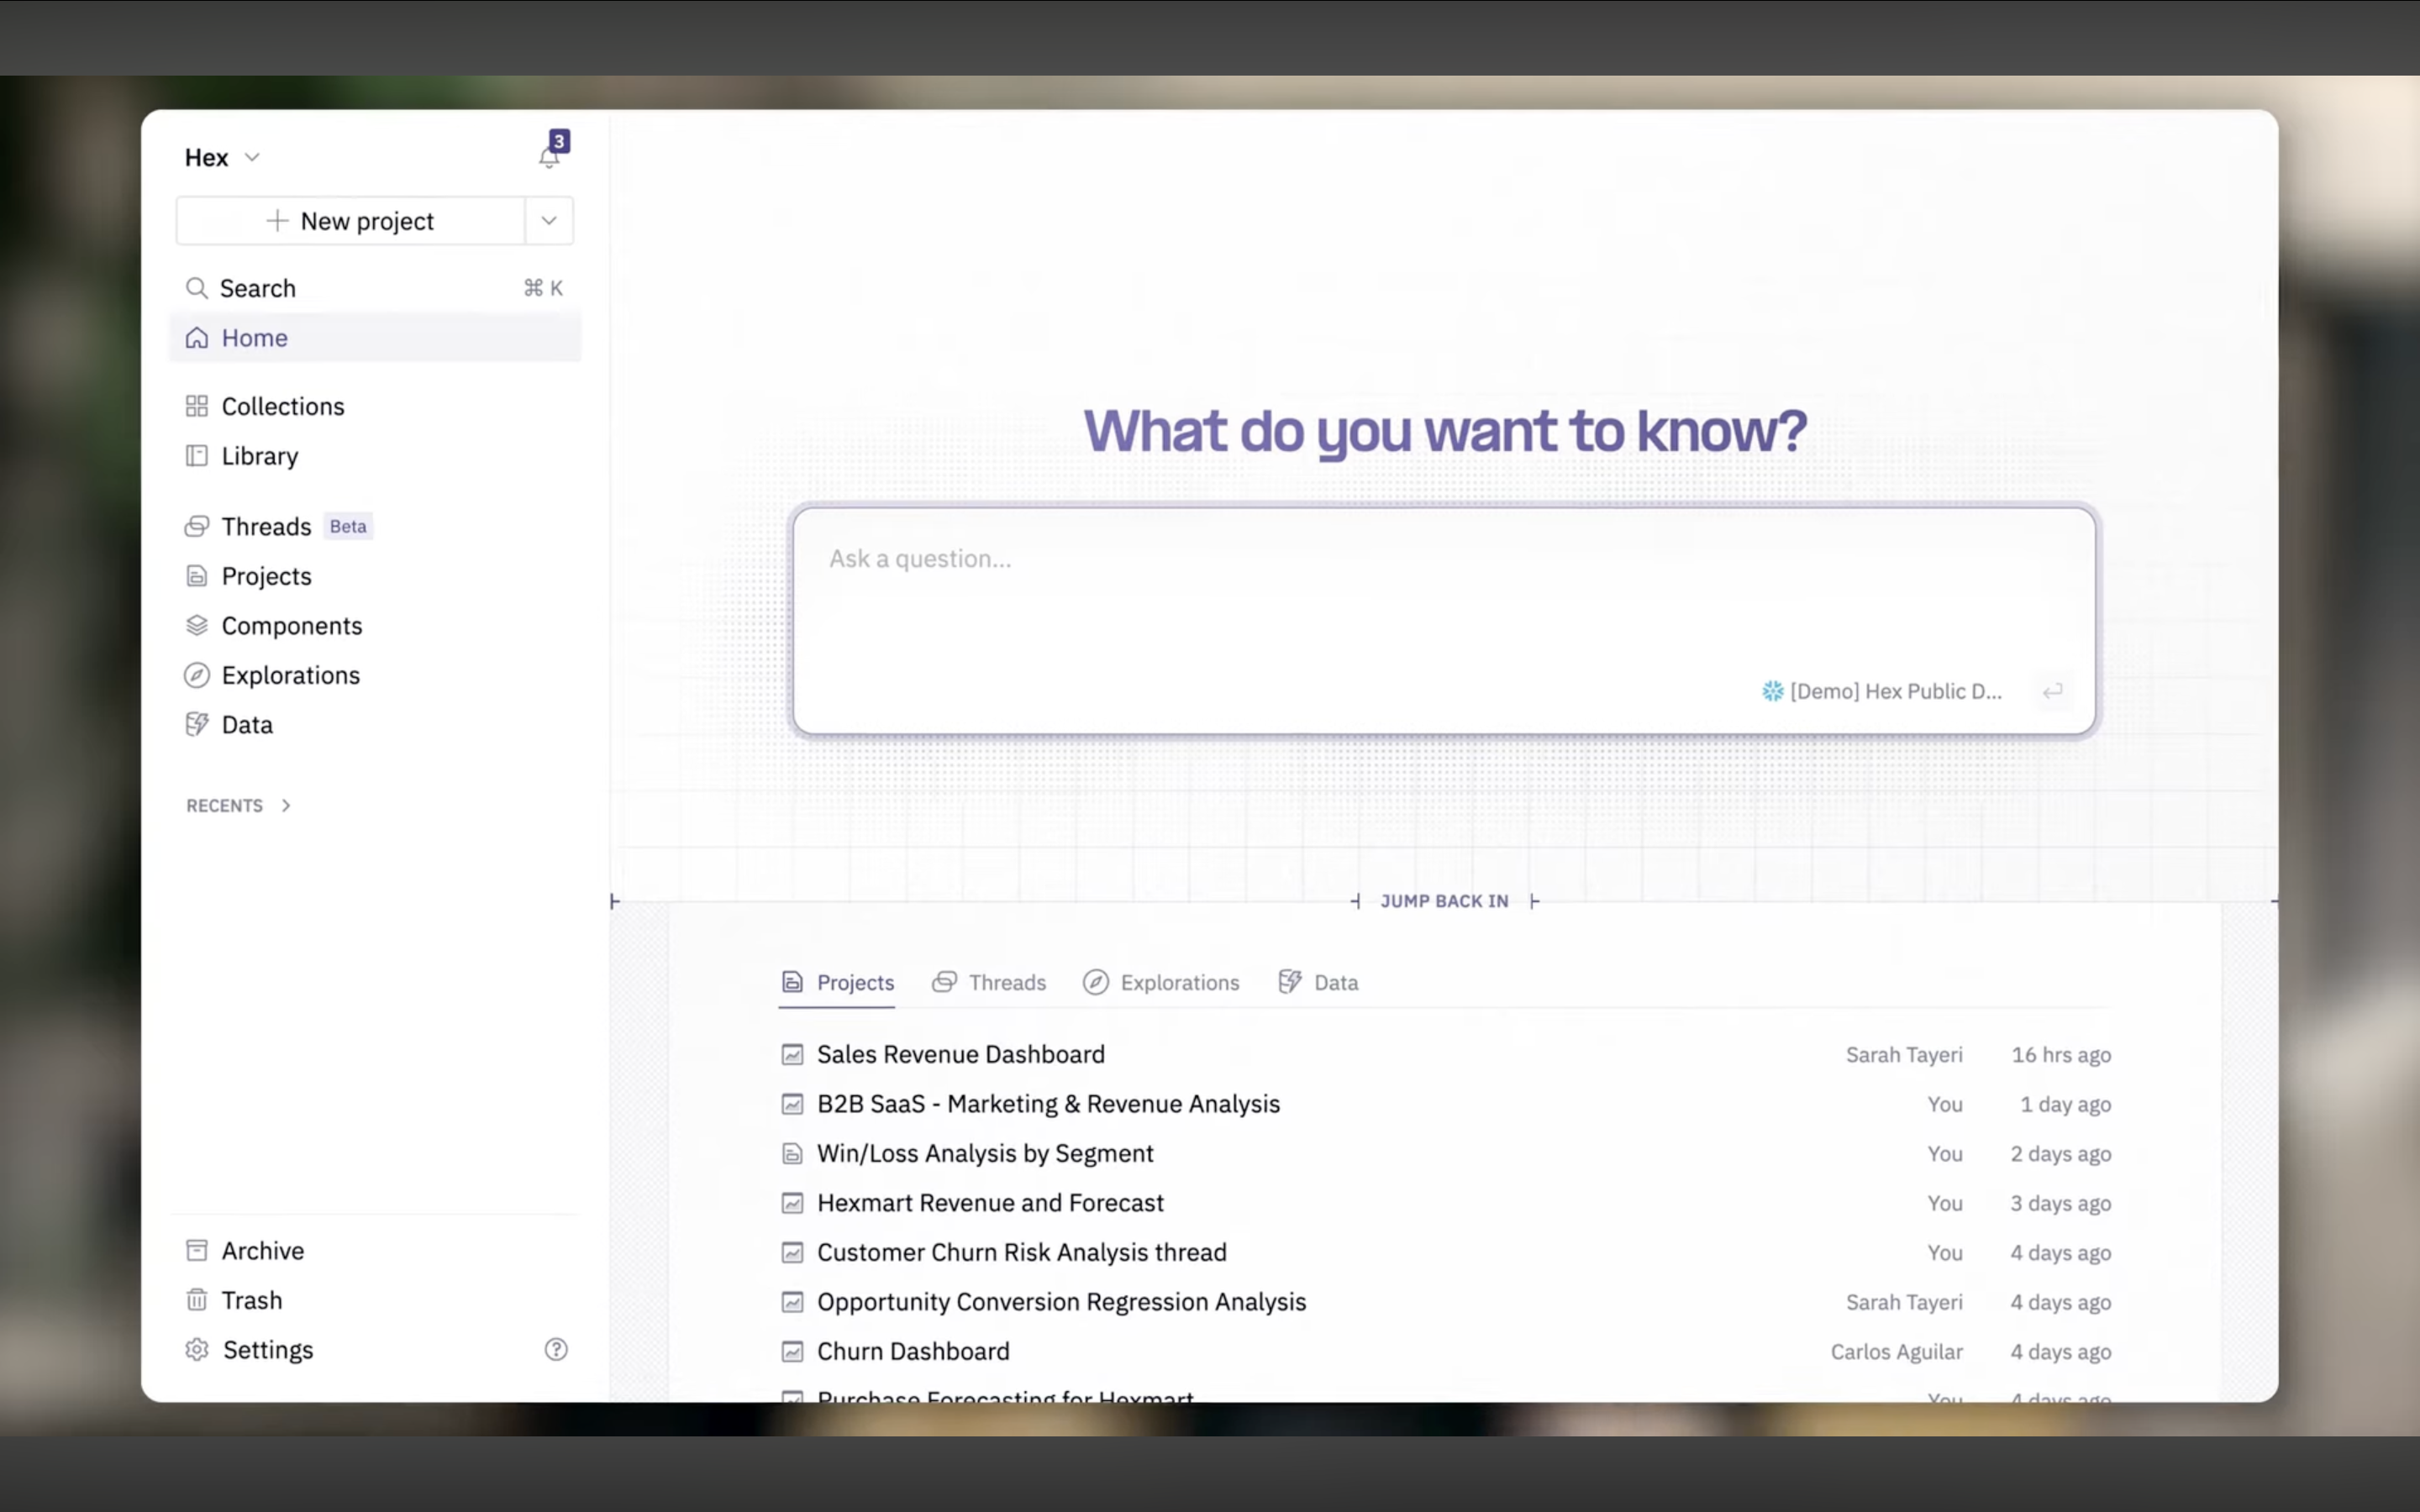 Hex
3
New project
Search ⌘ K
Home
Collections
Library
Threads Beta
Projects
Components
Explorations
Data
RECENTS
Archive
Trash
Settings
What do you want to know?
Ask a question...
[Demo] Hex Public D...
JUMP BACK IN
Projects Threads Explorations Data
Sales Revenue Dashboard Sarah Tayeri 16 hrs ago
B2B SaaS - Marketing & Revenue Analysis You 1 day ago
Win/Loss Analysis by Segment You 2 days ago
Hexmart Revenue and Forecast You 3 days ago
Customer Churn Risk Analysis thread You 4 days ago
Opportunity Conversion Regression Analysis Sarah Tayeri 4 days ago
Churn Dashboard Carlos Aguilar 4 days ago
Purchase Forecasting for Hexmart You 4 days ago